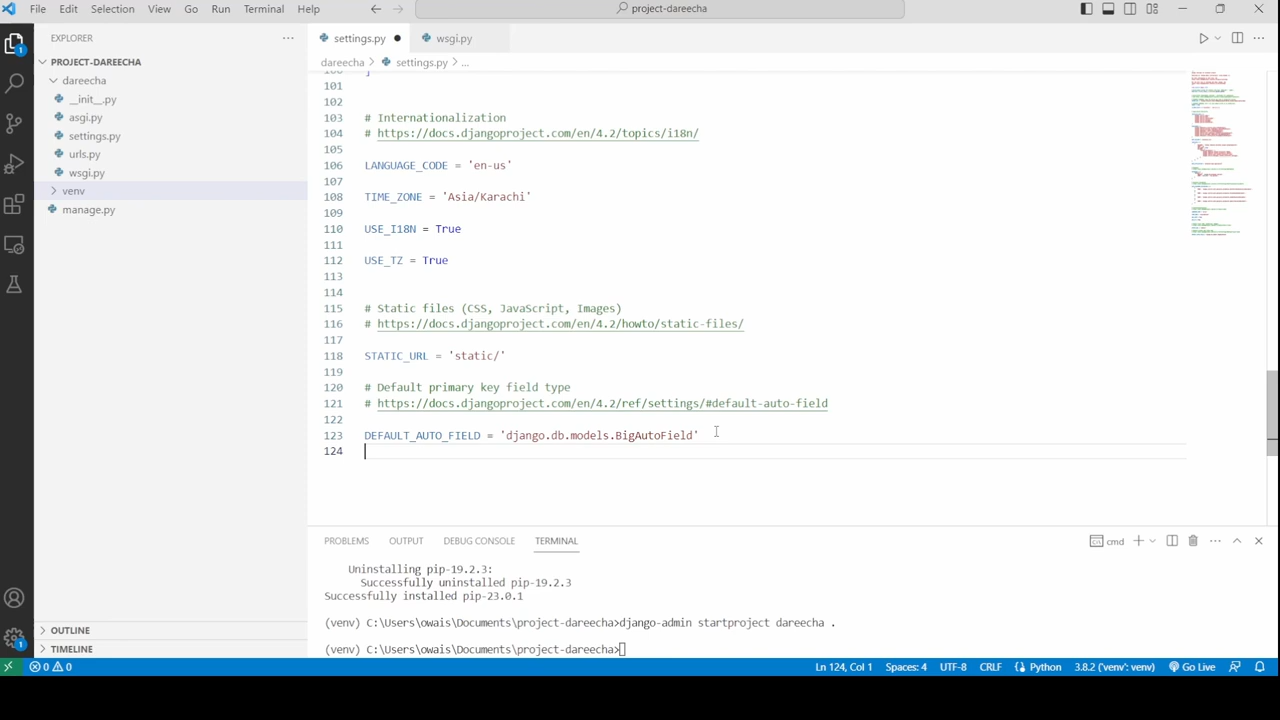 File Edit Selection View Go Run Terminal Help
project-dareecha
EXPLORER
settings.py
wsgi.py
PROJECT-DAREECHA
dareecha > settings.py > ...
dareecha
__init__.py
asgi.py
settings.py
urls.py
wsgi.py
venv
manage.py
101
102
103 # Internationalization
104 # https://docs.djangoproject.com/en/4.2/topics/i18n/
105
106 LANGUAGE_CODE = 'en-us'
107
108 TIME_ZONE = 'Asia/Karachi'
109
110 USE_I18N = True
111
112 USE_TZ = True
113
114
115 # Static files (CSS, JavaScript, Images)
116 # https://docs.djangoproject.com/en/4.2/howto/static-files/
117
118 STATIC_URL = 'static/'
119
120 # Default primary key field type
121 # https://docs.djangoproject.com/en/4.2/ref/settings/#default-auto-field
122
123 DEFAULT_AUTO_FIELD = 'django.db.models.BigAutoField'
124
PROBLEMS OUTPUT DEBUG CONSOLE TERMINAL
cmd
Uninstalling pip-19.2.3:
Successfully uninstalled pip-19.2.3
Successfully installed pip-23.0.1
(venv) C:\Users\owais\Documents\project-dareecha>django-admin startproject dareecha .
(venv) C:\Users\owais\Documents\project-dareecha>
OUTLINE
TIMELINE
0 0
Ln 124, Col 1 Spaces: 4 UTF-8 CRLF Python 3.8.2 ('venv': venv) Go Live
1
1